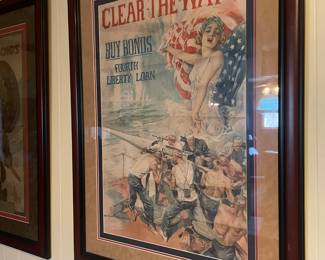 CLEAR THE WAY
BUY BONDS
FOURTH
LIBERTY LOAN